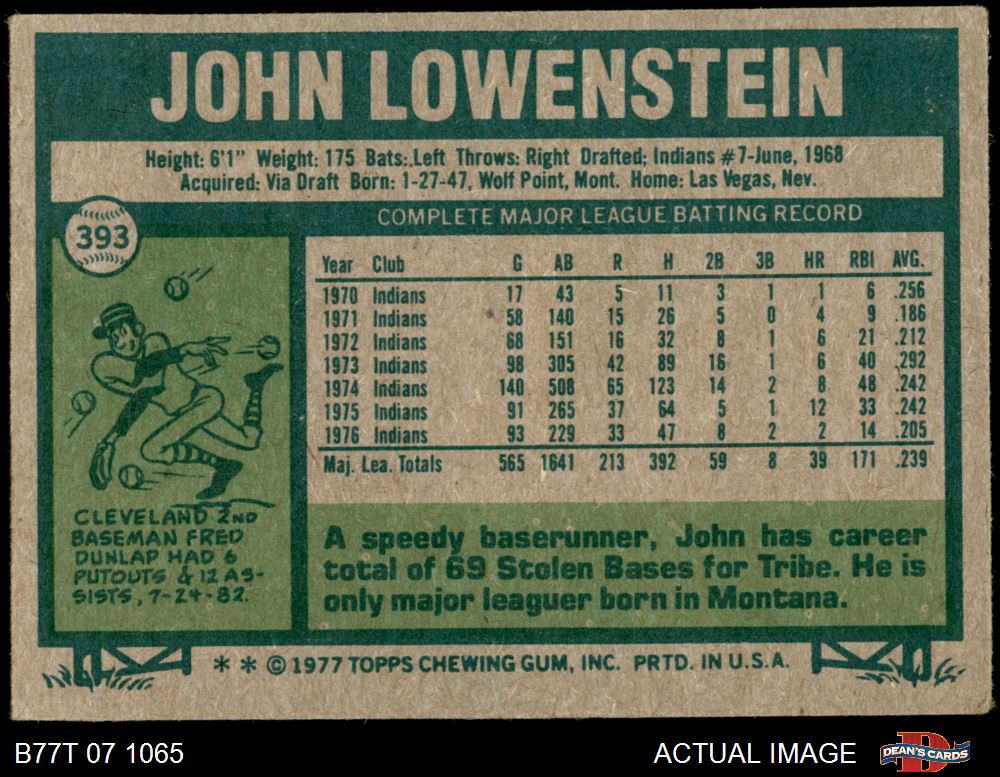 JOHN LOWENSTEIN
Height: 6'1" Weight: 175 Bats: Left Throws: Right Drafted; Indians #7-June, 1968
Acquired: Via Draft Born: 1-27-47, Wolf Point, Mont. Home: Las Vegas, Nev.
393
COMPLETE MAJOR LEAGUE BATTING RECORD
Year Club G AB R H 2B 3B HR RBI AVG.
1970 Indians 17 43 5 11 3 1 1 6 .256
1971 Indians 58 140 15 26 5 0 4 9 .186
1972 Indians 68 151 16 32 8 1 6 21 .212
1973 Indians 98 305 42 89 16 1 6 40 .292
1974 Indians 140 508 65 123 14 2 8 48 .242
1975 Indians 91 265 37 64 5 1 12 33 .242
1976 Indians 93 229 33 47 8 2 2 14 .205
Maj. Lea. Totals 565 1641 213 392 59 8 39 171 .239
CLEVELAND 2ND
BASEMAN FRED
DUNLAP HAD 6
PUTOUTS & 12 AS-
SISTS, 7-24-82.
A speedy baserunner, John has career
total of 69 Stolen Bases for Tribe. He is
only major leaguer born in Montana.
* * © 1977 TOPPS CHEWING GUM, INC. PRTD. IN U.S.A.
B77T 07 1065
ACTUAL IMAGE
DEAN'S CARDS